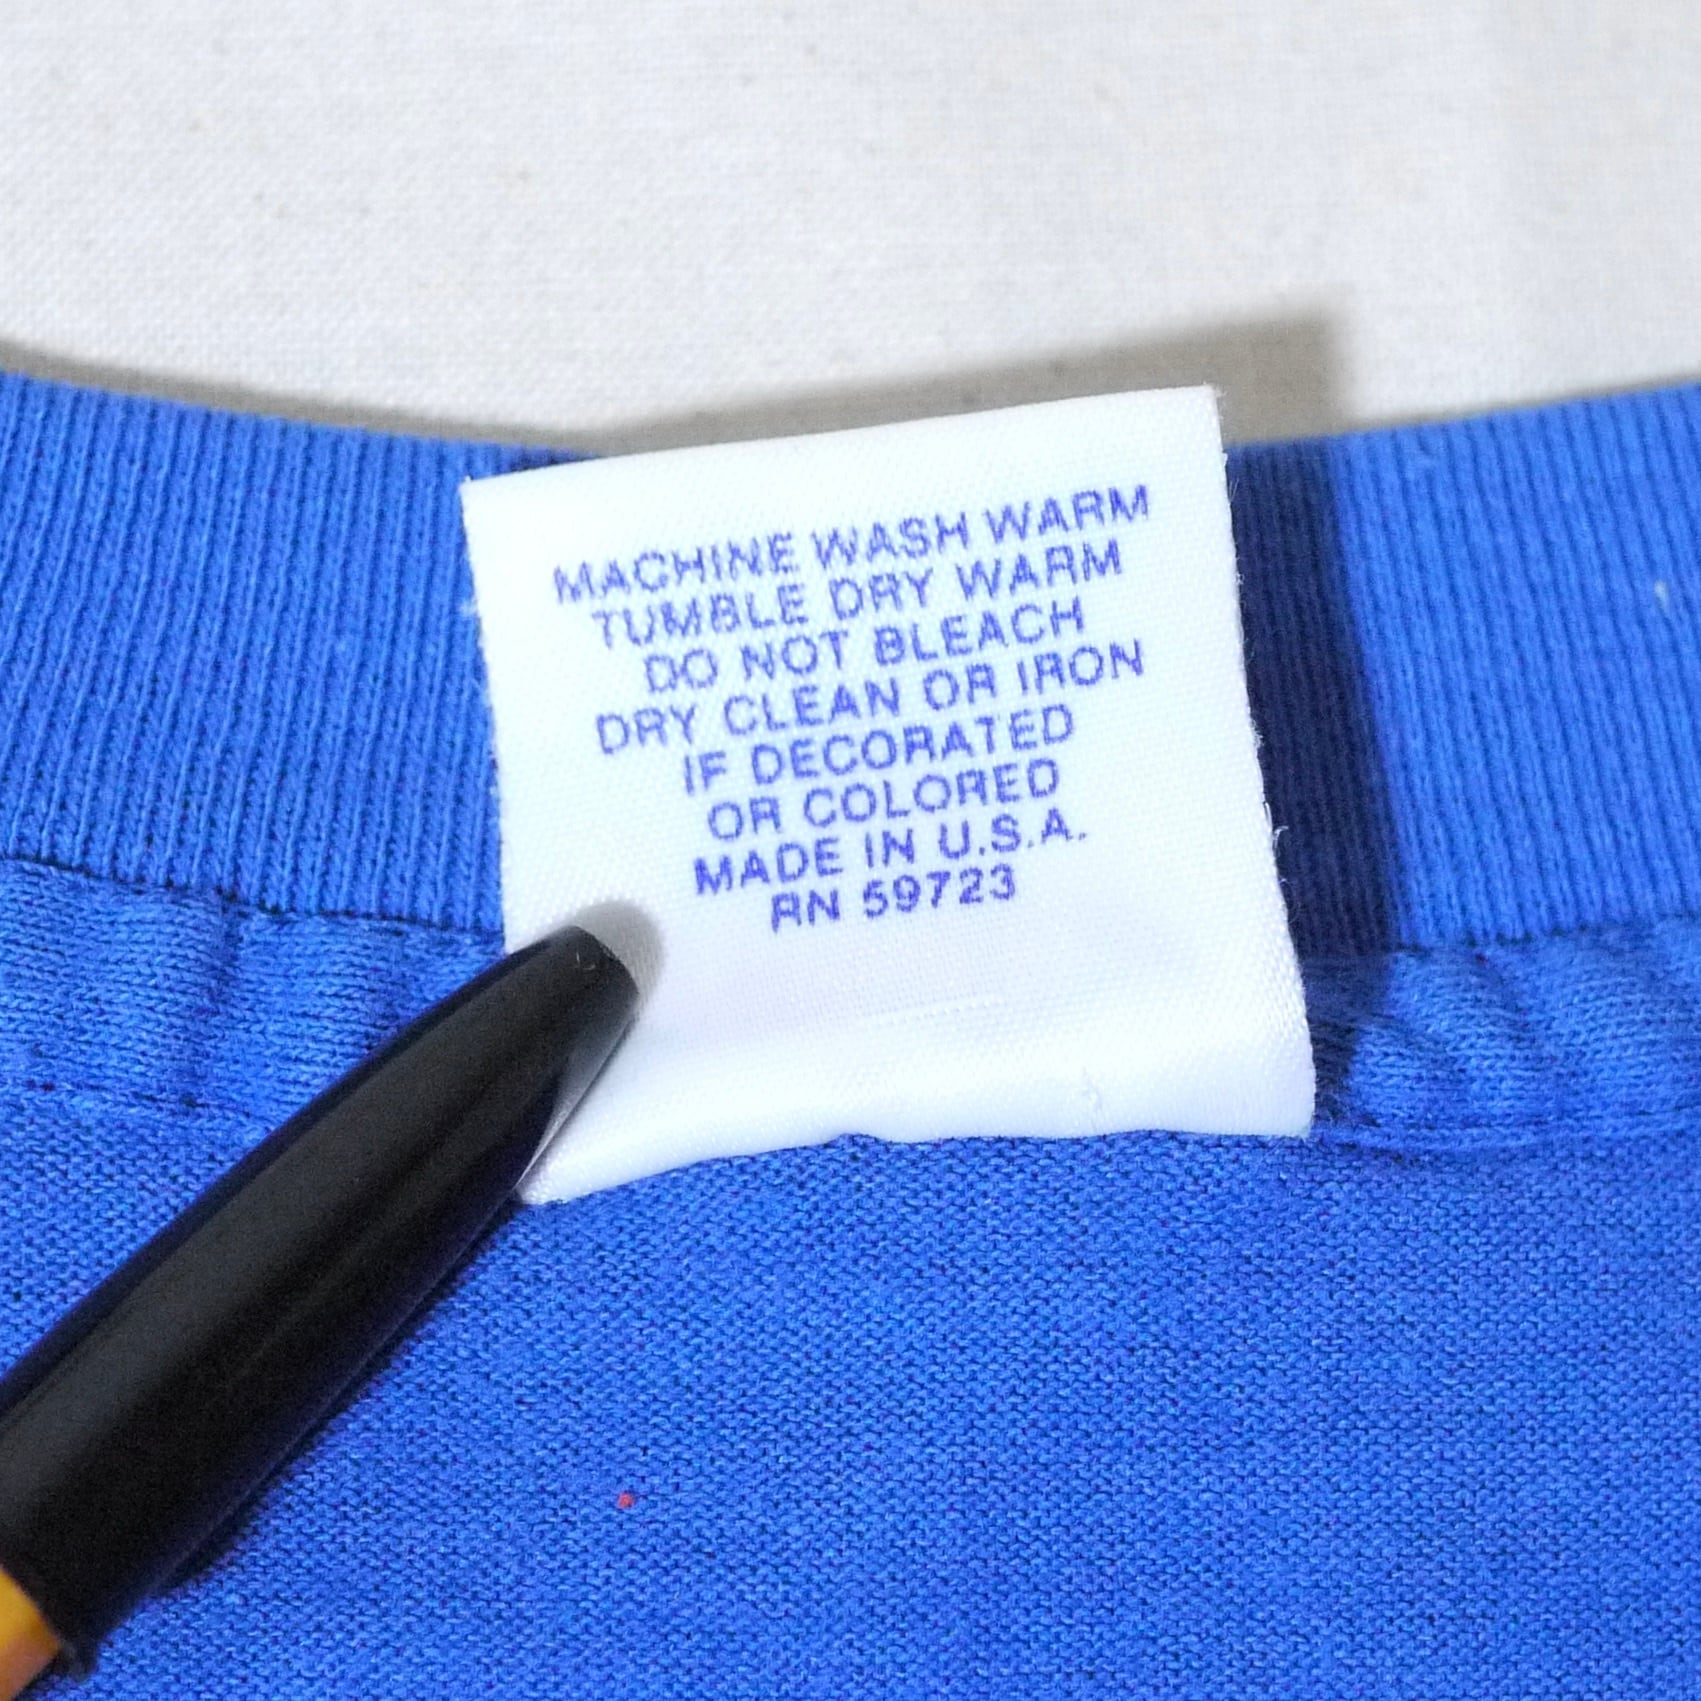 MACHINE WASH WARM
TUMBLE DRY WARM
DO NOT BLEACH
DRY CLEAN OR IRON
IF DECORATED
OR COLORED
MADE IN U.S.A.
RN 59723